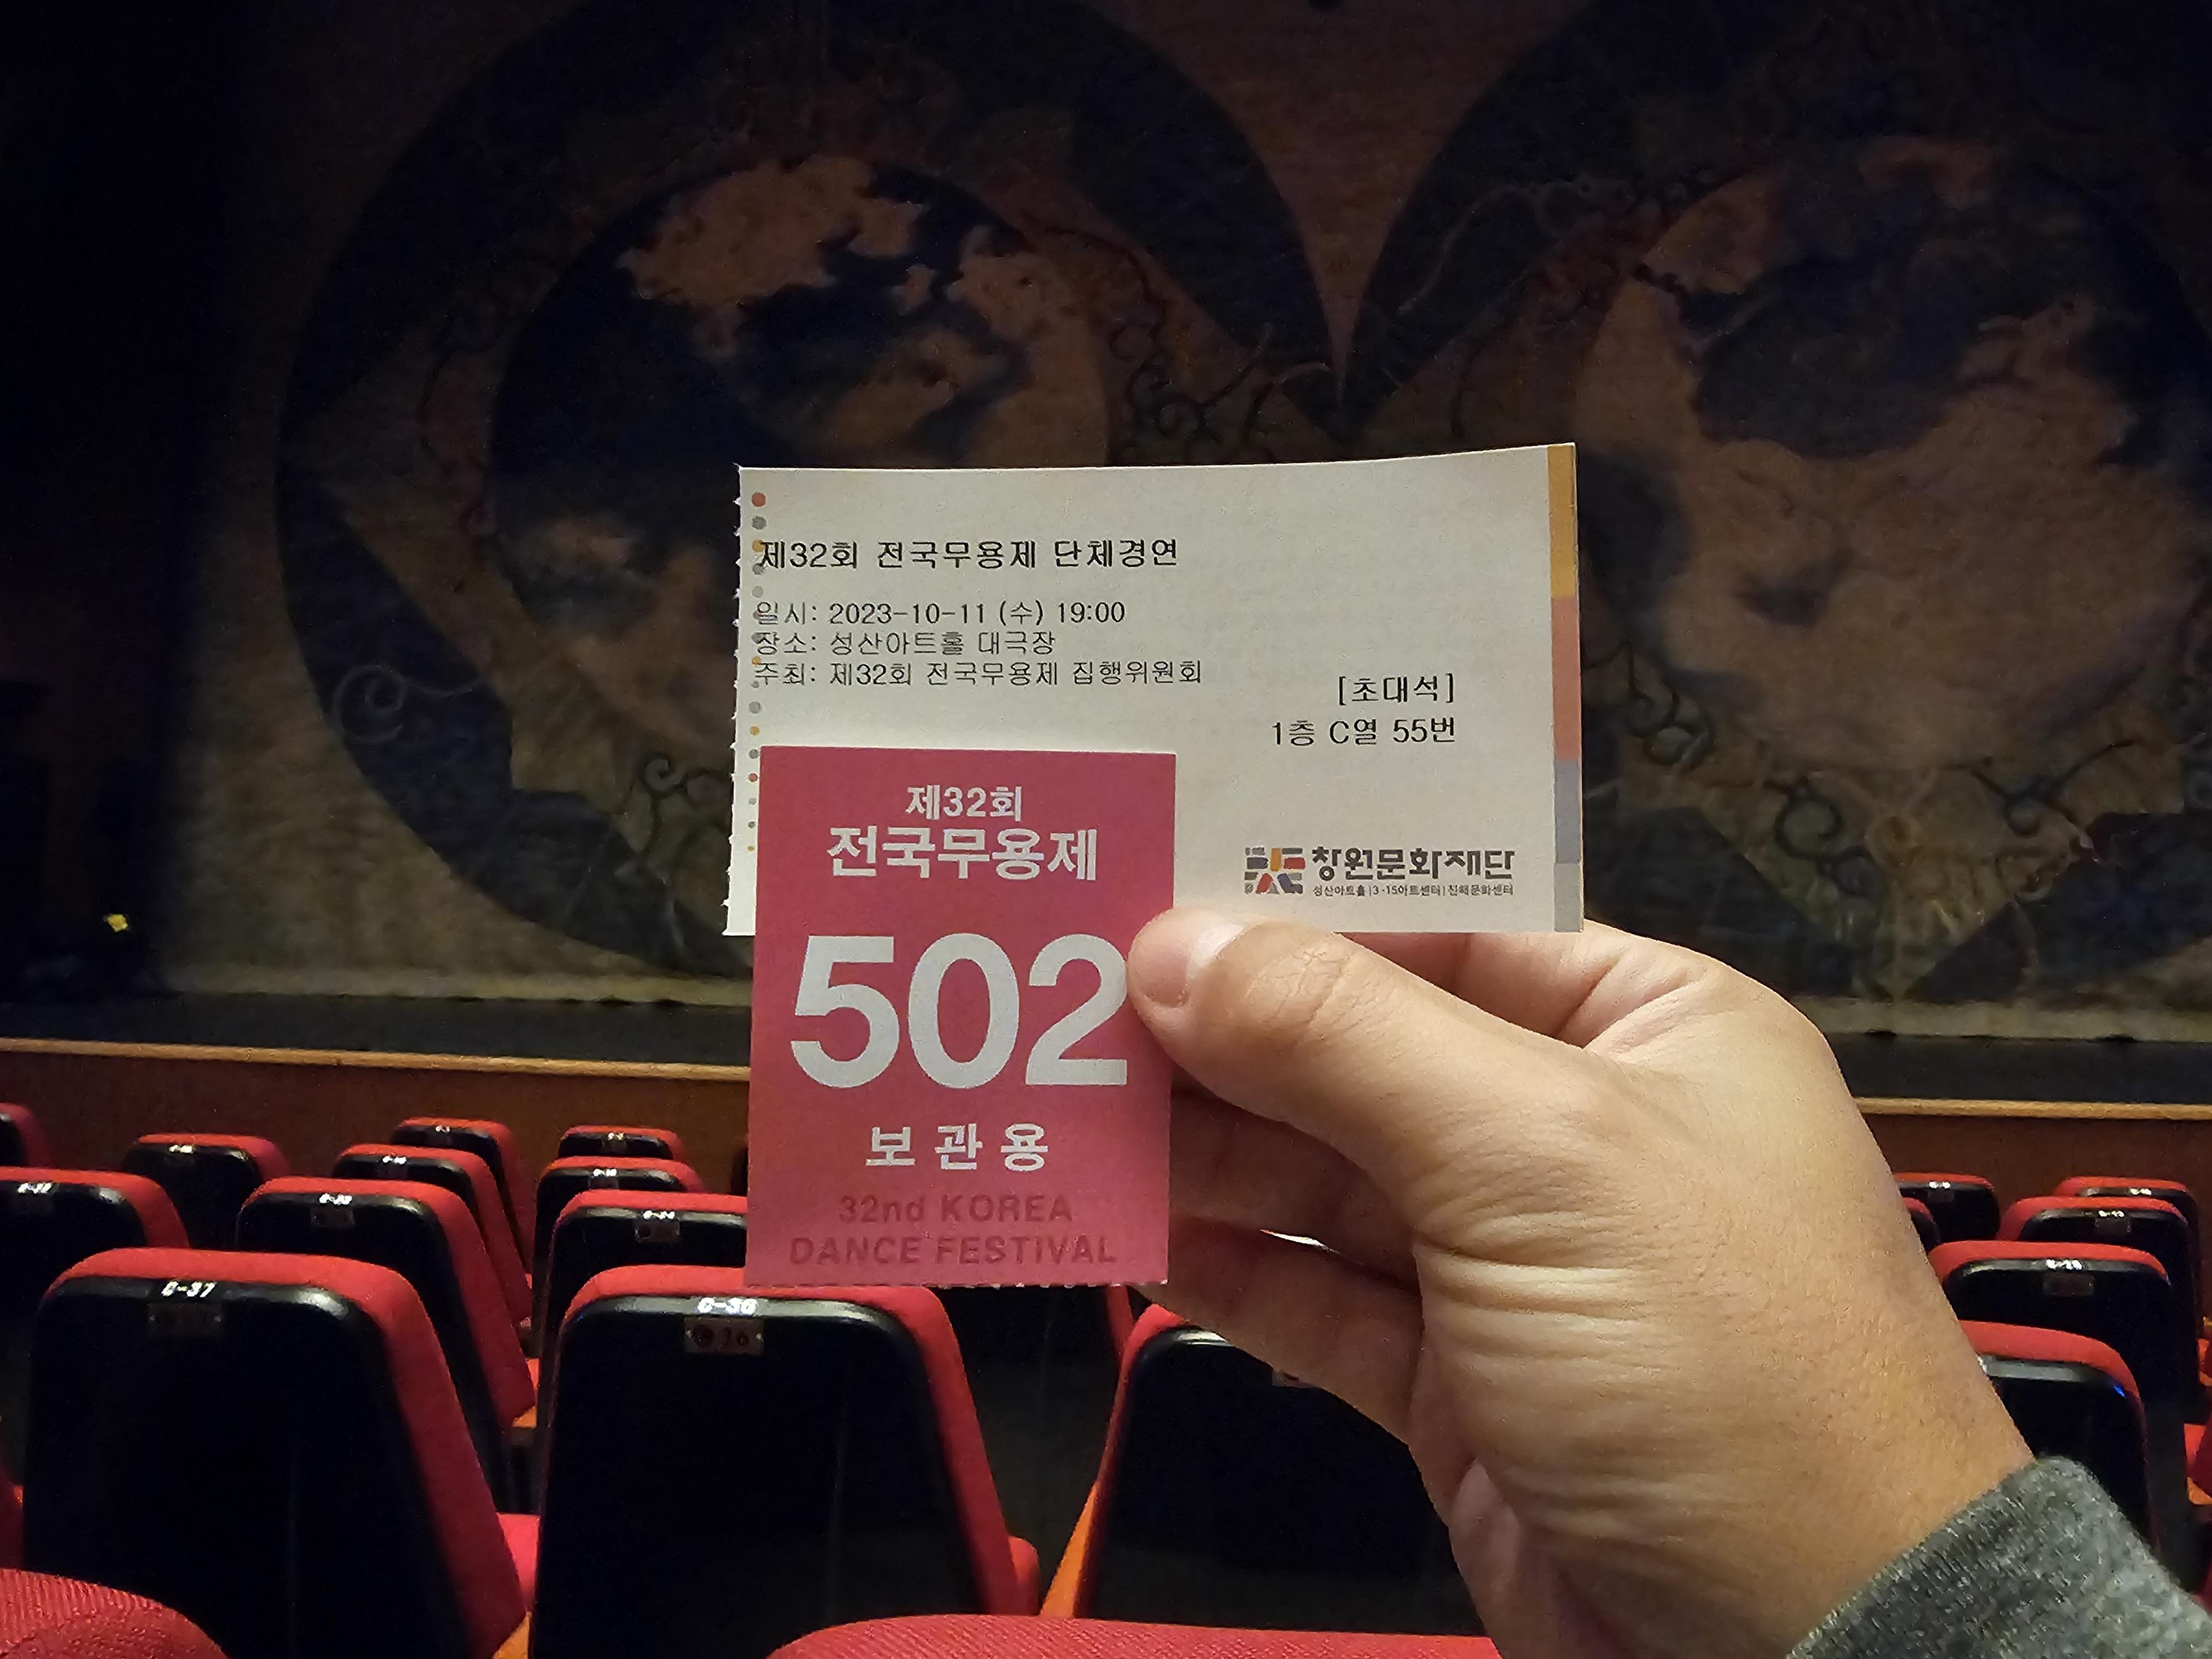 제32회 전국무용제 단체경연
일시: 2023-10-11 (수) 19:00
장소: 성산아트홀 대극장
주최: 제32회 전국무용제 집행위원회
[초대석]
1층 C열 55번
창원문화재단
성산아트홀 | 3·15아트센터 | 진해문화센터
제32회
전국무용제
502
보관용
32nd KOREA
DANCE FESTIVAL
C-37